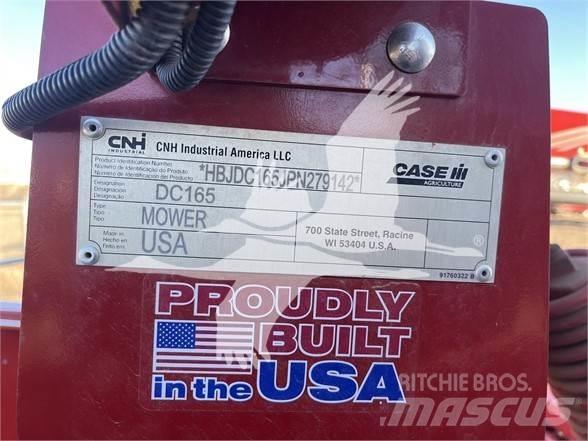 CNH
INDUSTRIAL
CNH Industrial America LLC
Product Identification Number
Número de Identificação do Produto
Número de Identificación del Producto
*HBJDC165JPN279142*
CASE IH
AGRICULTURE
Designation
Designación
Designação
DC165
Type
Tipo
Tipo
MOWER
Made in
Hecho en
Feito em
USA
700 State Street, Racine
WI 53404 U.S.A.
91760322 B
®
PROUDLY
BUILT
in the USA
RITCHIE BROS.
MASCUS